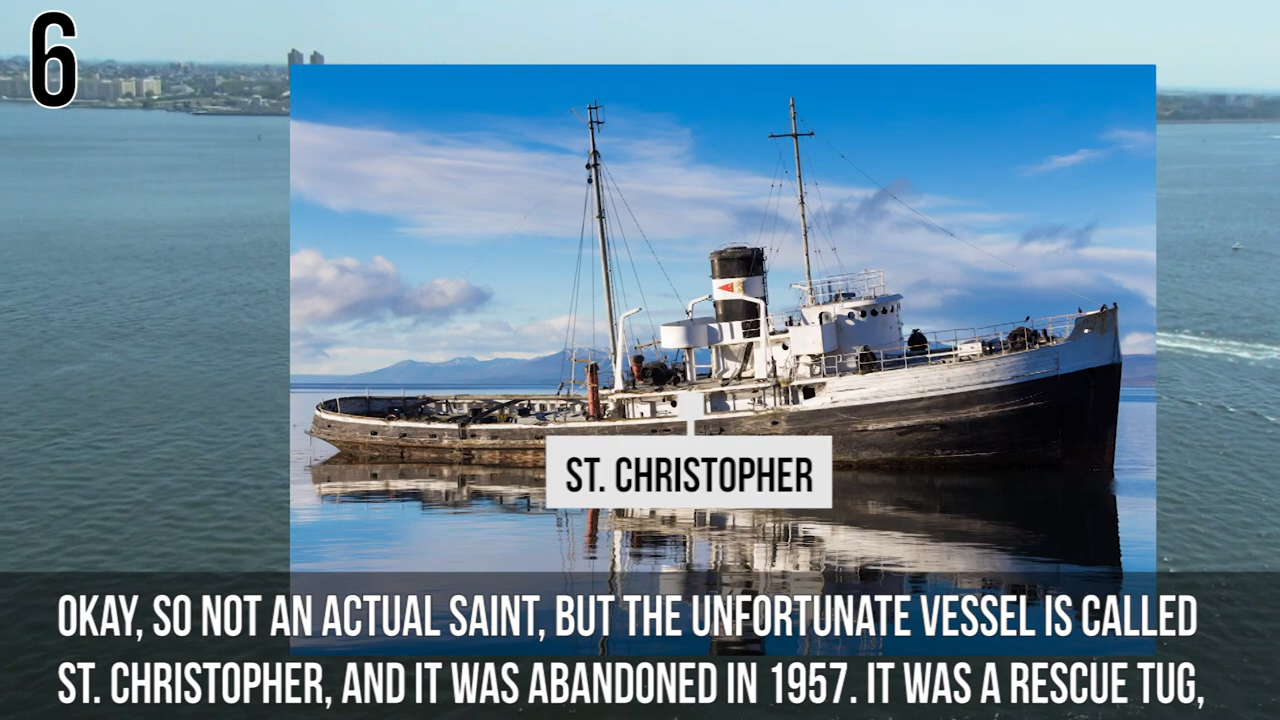 6
ST. CHRISTOPHER
OKAY, SO NOT AN ACTUAL SAINT, BUT THE UNFORTUNATE VESSEL IS CALLED
ST. CHRISTOPHER, AND IT WAS ABANDONED IN 1957. IT WAS A RESCUE TUG,